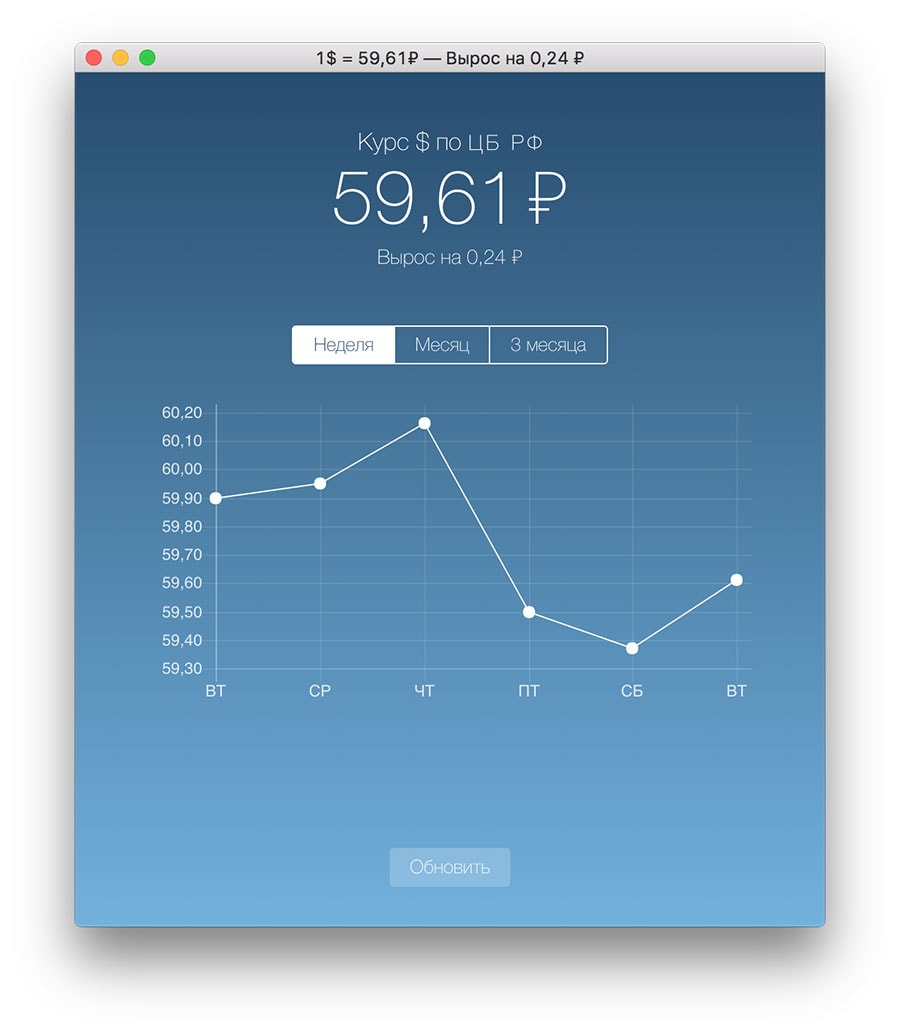 1$ = 59,61₽ — Вырос на 0,24 ₽
Курс $ по ЦБ РФ
59,61 ₽
Вырос на 0,24 ₽
Неделя Месяц 3 месяца
60,20
60,10
60,00
59,90
59,80
59,70
59,60
59,50
59,40
59,30
ВТ СР ЧТ ПТ СБ ВТ
Обновить